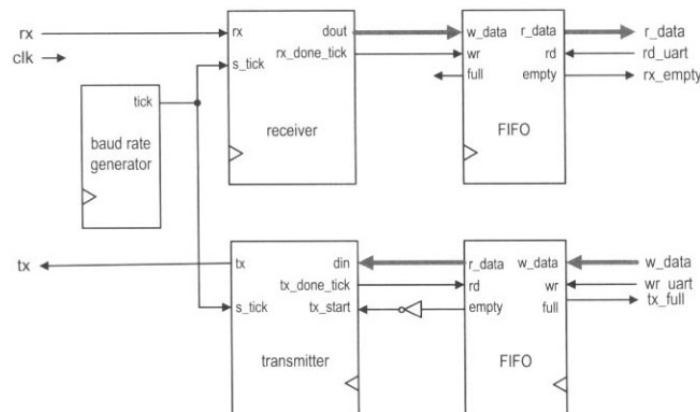 rx
clk
rx
dout
rx_done_tick
s_tick
receiver
w_data
r_data
wr
rd
full
empty
FIFO
r_data
rd_uart
rx_empty
tick
baud rate
generator
tx
tx
din
tx_done_tick
s_tick
tx_start
transmitter
r_data
w_data
rd
wr
empty
full
FIFO
w_data
wr_uart
tx_full